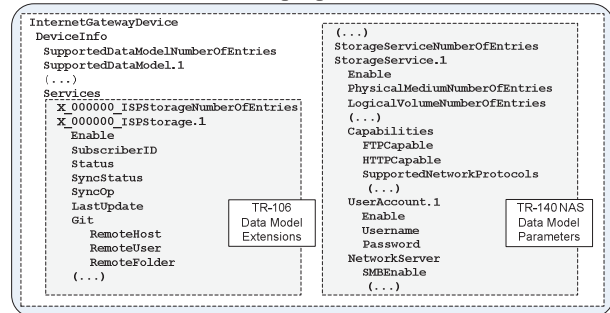 InternetGatewayDevice
DeviceInfo
SupportedDataModelNumberOfEntries
SupportedDataModel.1
(...)
Services
X_000000_ISPStorageNumberOfEntries
X_000000_ISPStorage.1
Enable
SubscriberID
Status
SyncStatus
SyncOp
LastUpdate
Git
RemoteHost
RemoteUser
RemoteFolder
(...)
TR-106
Data Model
Extensions
(...)
StorageServiceNumberOfEntries
StorageService.1
Enable
PhysicalMediumNumberOfEntries
LogicalVolumeNumberOfEntries
(...)
Capabilities
FTPCapable
HTTPCapable
SupportedNetworkProtocols
(...)
UserAccount.1
Enable
Username
Password
NetworkServer
SMBEnable
(...)
TR-140 NAS
Data Model
Parameters